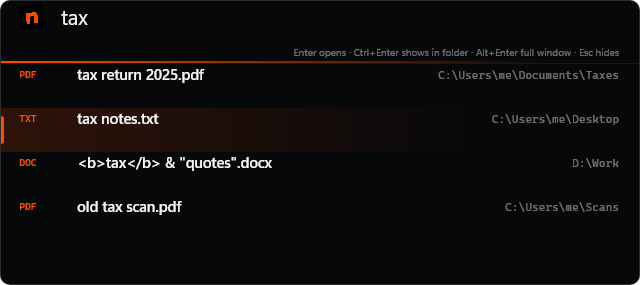 n tax
Enter opens · Ctrl+Enter shows in folder · Alt+Enter full window · Esc hides
PDF tax return 2025.pdf C:\Users\me\Documents\Taxes
TXT tax notes.txt C:\Users\me\Desktop
DOC <b>tax</b> & "quotes".docx D:\Work
PDF old tax scan.pdf C:\Users\me\Scans